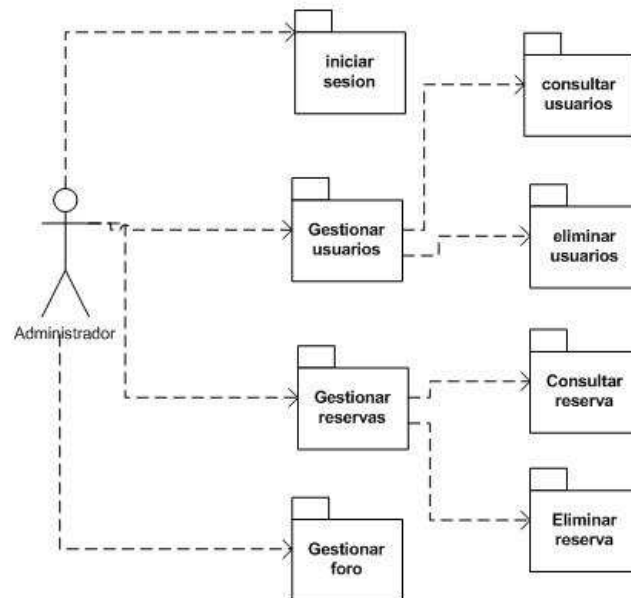 iniciar
sesion
consultar
usuarios
Gestionar
usuarios
eliminar
usuarios
Administrador
Gestionar
reservas
Consultar
reserva
Gestionar
foro
Eliminar
reserva